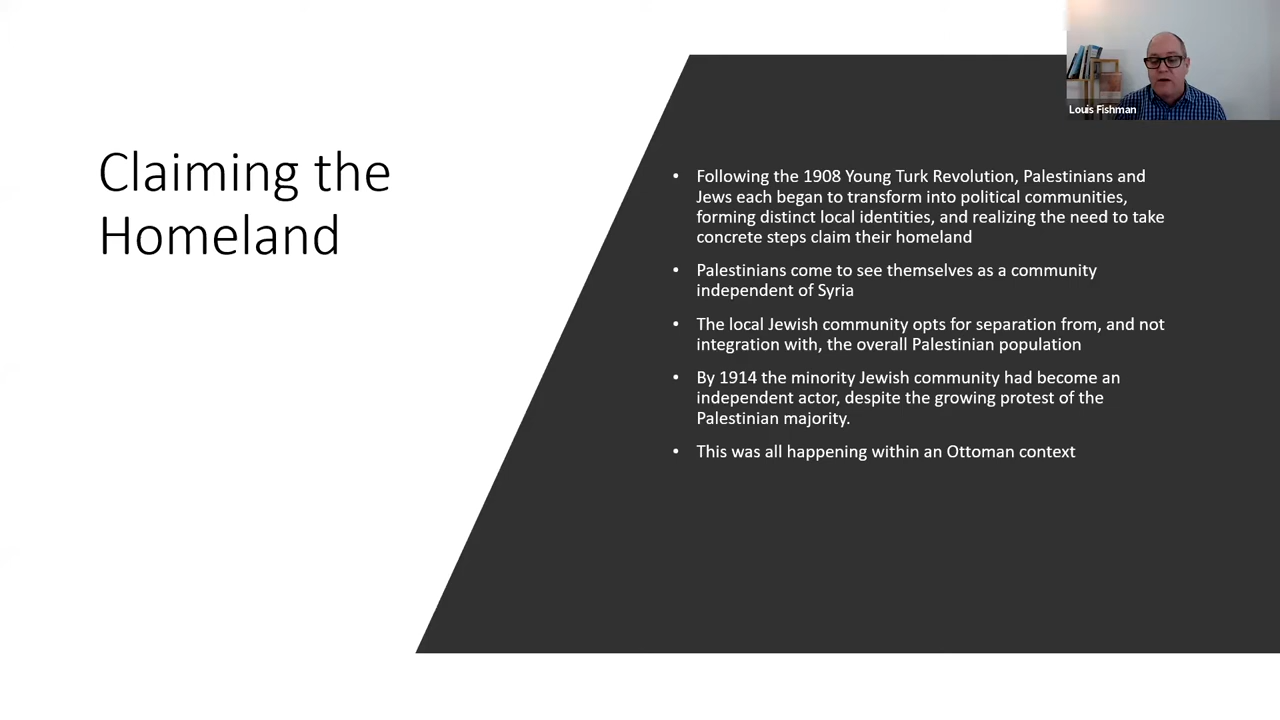 Louis Fishman
Claiming the
Homeland
• Following the 1908 Young Turk Revolution, Palestinians and
Jews each began to transform into political communities,
forming distinct local identities, and realizing the need to take
concrete steps claim their homeland
• Palestinians come to see themselves as a community
independent of Syria
• The local Jewish community opts for separation from, and not
integration with, the overall Palestinian population
• By 1914 the minority Jewish community had become an
independent actor, despite the growing protest of the
Palestinian majority.
• This was all happening within an Ottoman context